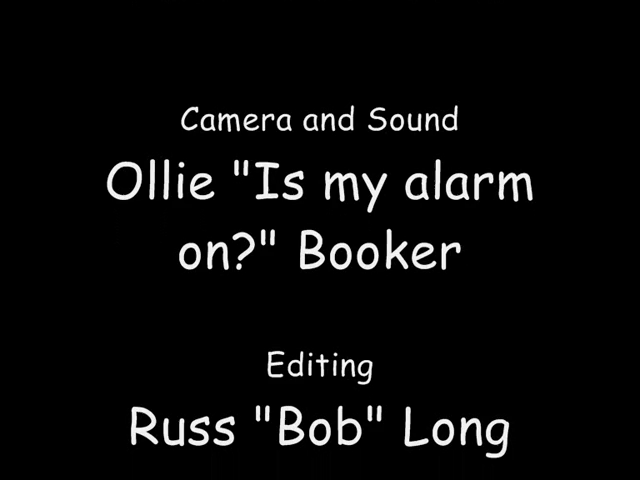 Camera and Sound
Ollie "Is my alarm
on?" Booker
Editing
Russ "Bob" Long